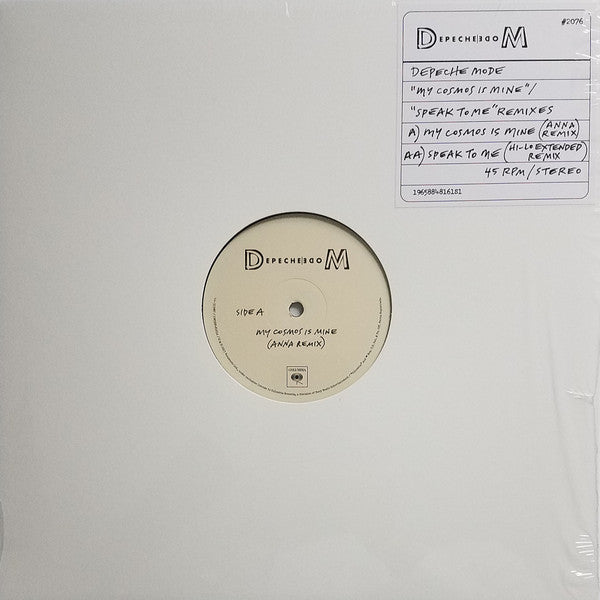 #2076
DEPECHE MODE
DEPECHE MODE
"MY COSMOS IS MINE"/
"SPEAK TO ME" REMIXES
A) MY COSMOS IS MINE (ANNA REMIX)
AA) SPEAK TO ME (HI-LO EXTENDED REMIX)
45 RPM/STEREO
19658848161S1
DEPECHE MODE
SIDE A
MY COSMOS IS MINE
(ANNA REMIX)
COLUMBIA